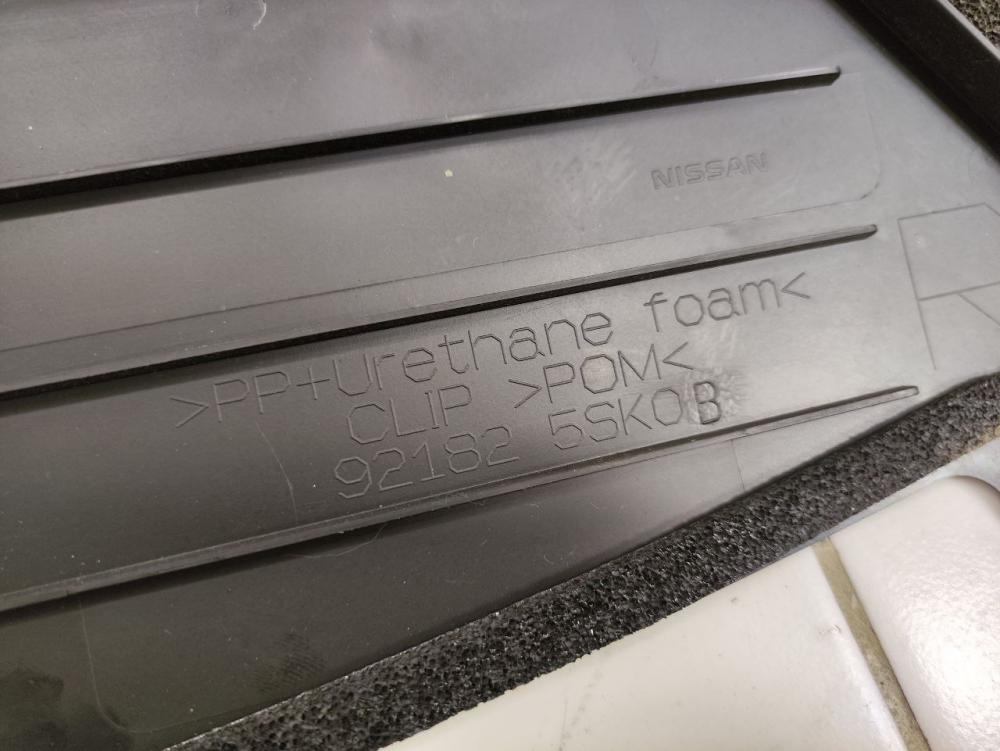 NISSAN
>PP+Urethane foam<
CLIP >POM<
92182 5SK0B